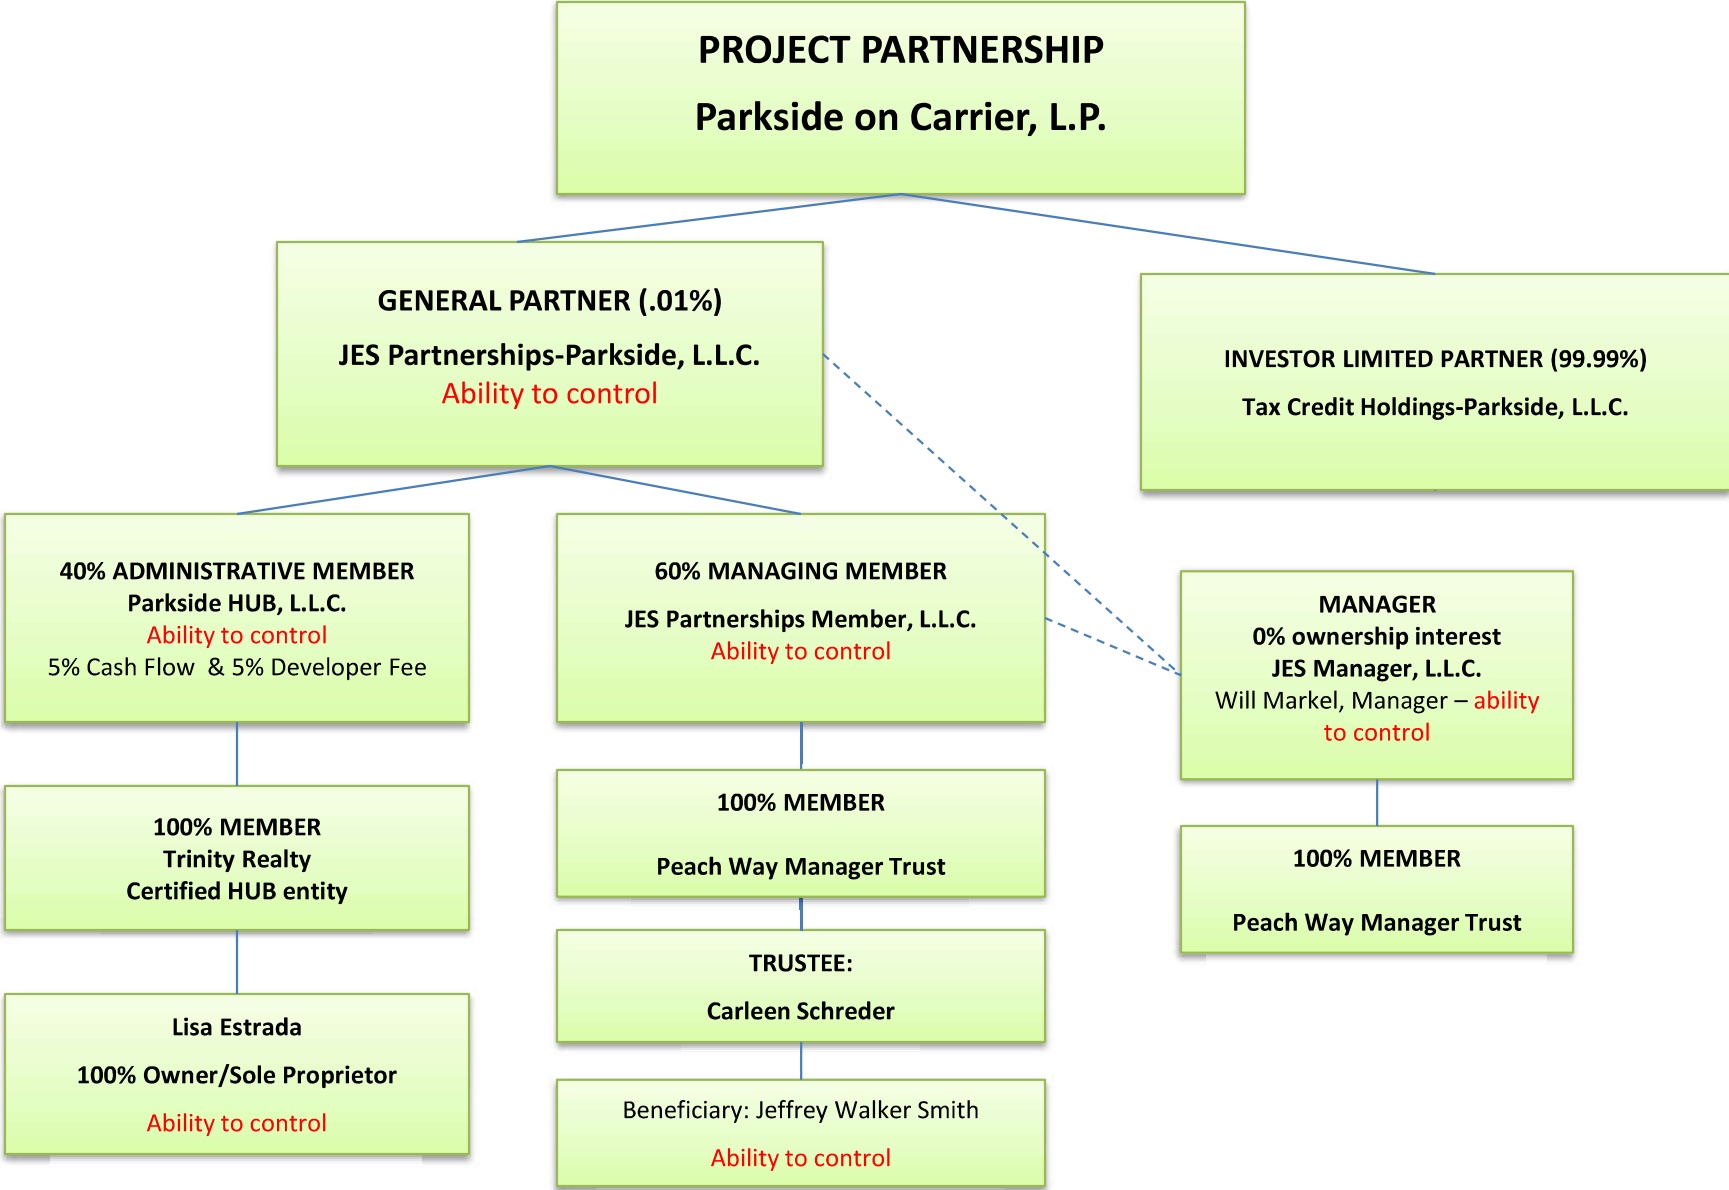 PROJECT PARTNERSHIP
Parkside on Carrier, L.P.
GENERAL PARTNER (.01%)
JES Partnerships-Parkside, L.L.C.
Ability to control
INVESTOR LIMITED PARTNER (99.99%)
Tax Credit Holdings-Parkside, L.L.C.
40% ADMINISTRATIVE MEMBER
Parkside HUB, L.L.C.
Ability to control
5% Cash Flow  & 5% Developer Fee
60% MANAGING MEMBER
JES Partnerships Member, L.L.C.
Ability to control
MANAGER
0% ownership interest
JES Manager, L.L.C.
Will Markel, Manager – ability
to control
100% MEMBER
Trinity Realty
Certified HUB entity
100% MEMBER
Peach Way Manager Trust
100% MEMBER
Peach Way Manager Trust
TRUSTEE:
Carleen Schreder
Lisa Estrada
100% Owner/Sole Proprietor
Ability to control
Beneficiary: Jeffrey Walker Smith
Ability to control